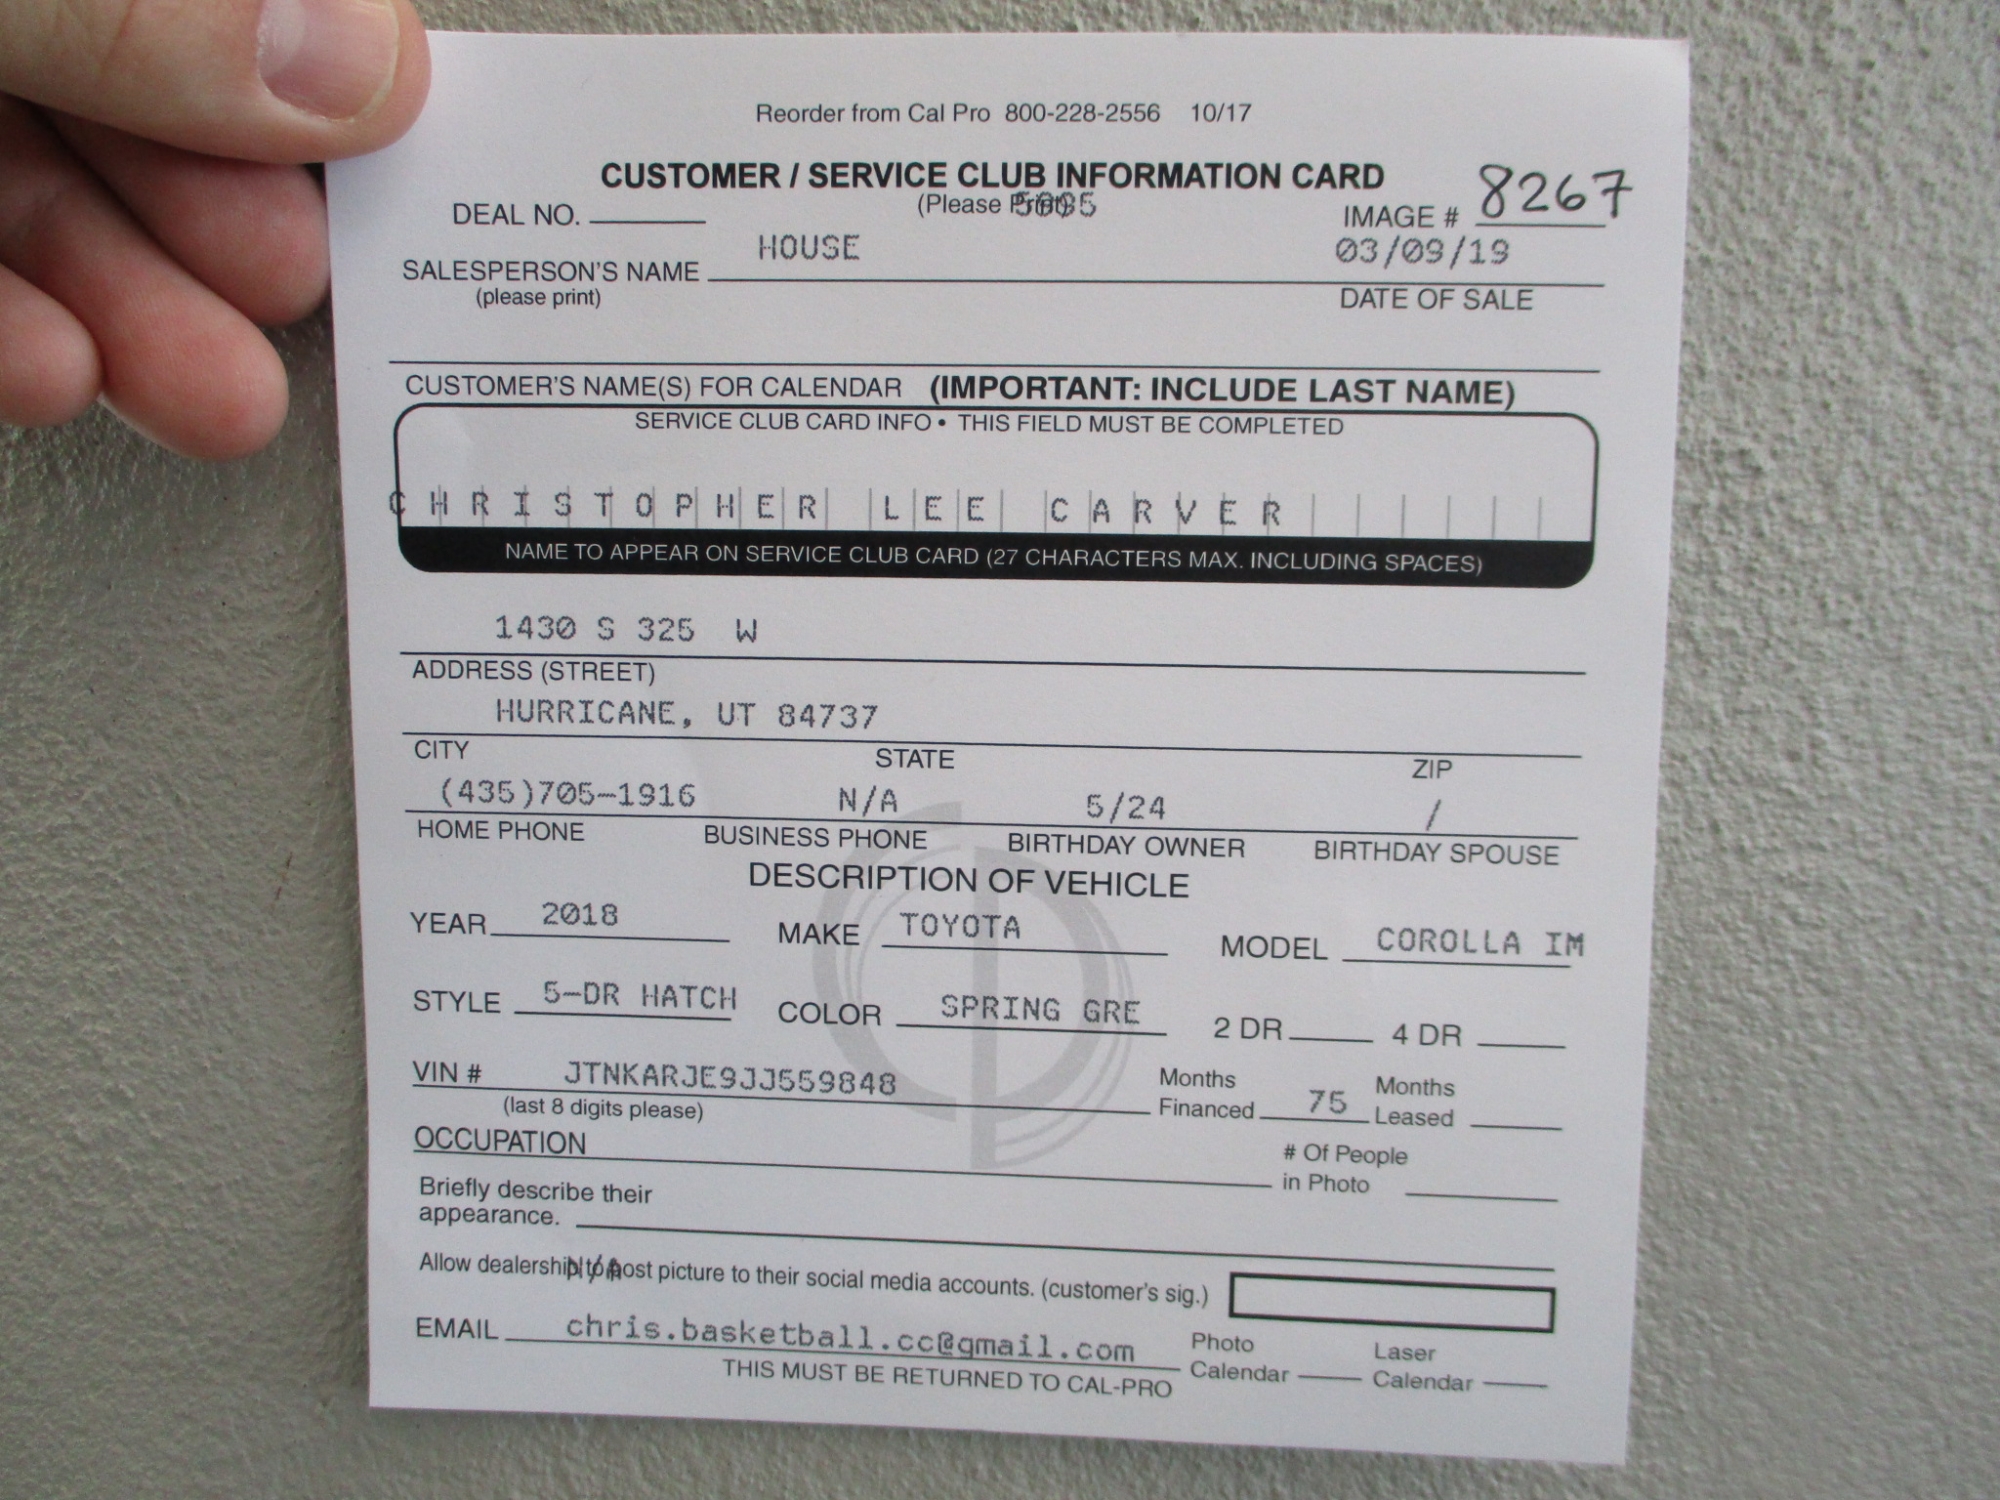 Reorder from Cal Pro 800-228-2556 10/17
CUSTOMER / SERVICE CLUB INFORMATION CARD
(Please Print)
DEAL NO. IMAGE # 8267
HOUSE 03/09/19
SALESPERSON'S NAME
(please print) DATE OF SALE
CUSTOMER'S NAME(S) FOR CALENDAR (IMPORTANT: INCLUDE LAST NAME)
SERVICE CLUB CARD INFO • THIS FIELD MUST BE COMPLETED
CHRISTOPHER LEE CARVER
NAME TO APPEAR ON SERVICE CLUB CARD (27 CHARACTERS MAX. INCLUDING SPACES)
1430 S 325 W
ADDRESS (STREET)
HURRICANE, UT 84737
CITY STATE ZIP
(435)705-1916 N/A 5/24 /
HOME PHONE BUSINESS PHONE BIRTHDAY OWNER BIRTHDAY SPOUSE
DESCRIPTION OF VEHICLE
YEAR 2018 MAKE TOYOTA MODEL COROLLA IM
STYLE 5-DR HATCH COLOR SPRING GRE 2 DR 4 DR
VIN # JTNKARJE9JJ559848 Months Financed 75 Months Leased
(last 8 digits please)
OCCUPATION # Of People in Photo
Briefly describe their
appearance.
N/A
Allow dealership to post picture to their social media accounts. (customer's sig.)
EMAIL chris.basketball.cc@gmail.com Photo Calendar Laser Calendar
THIS MUST BE RETURNED TO CAL-PRO